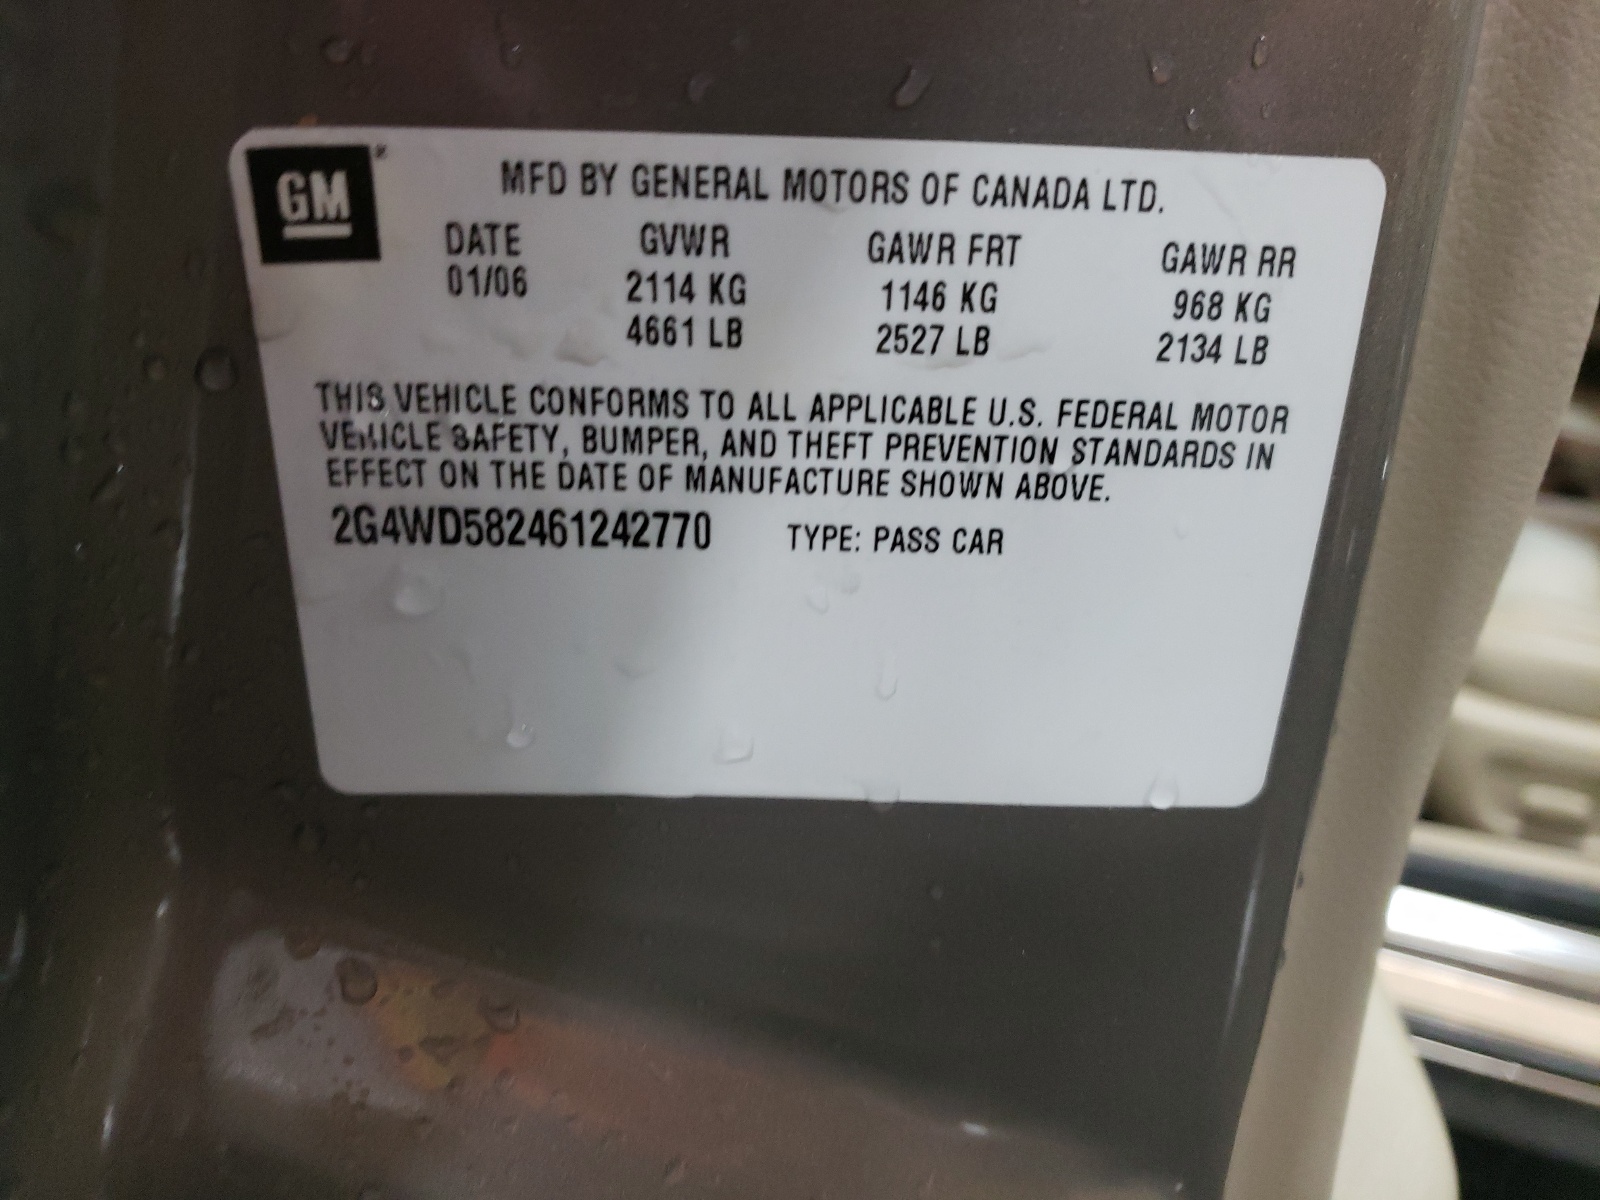 GM
MFD BY GENERAL MOTORS OF CANADA LTD.
DATE GVWR GAWR FRT GAWR RR
01/06 2114 KG 1146 KG 968 KG
4661 LB 2527 LB 2134 LB
THIS VEHICLE CONFORMS TO ALL APPLICABLE U.S. FEDERAL MOTOR
VEHICLE SAFETY, BUMPER, AND THEFT PREVENTION STANDARDS IN
EFFECT ON THE DATE OF MANUFACTURE SHOWN ABOVE.
2G4WD582461242770 TYPE: PASS CAR